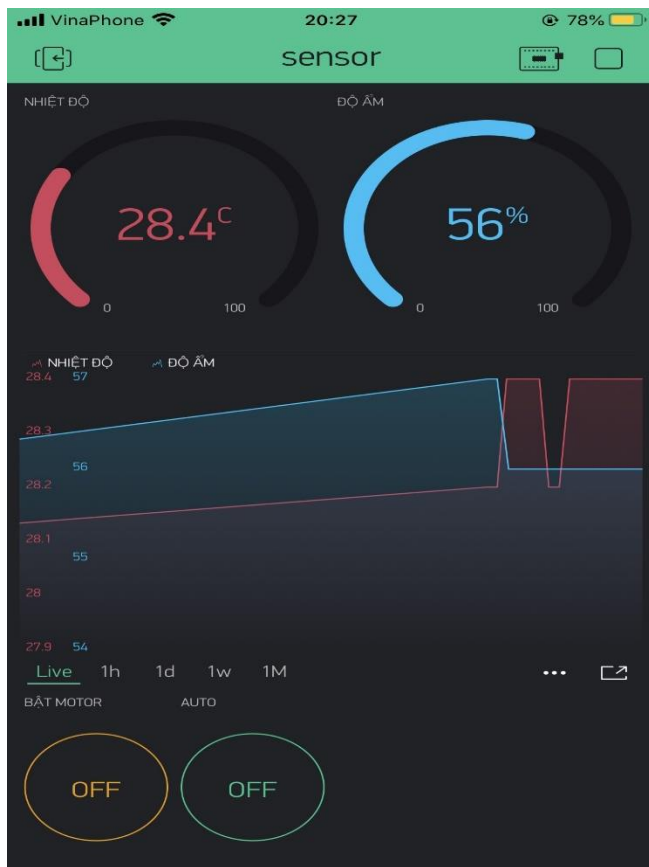 VinaPhone 20:27 78%
sensor
NHIỆT ĐỘ ĐỘ ẨM
28.4C 56%
0 100 0 100
NHIỆT ĐỘ ĐỘ ẨM
28.4 57
28.3
56
28.2
28.1
55
28
27.9 54
Live 1h 1d 1w 1M
BẬT MOTOR AUTO
OFF OFF